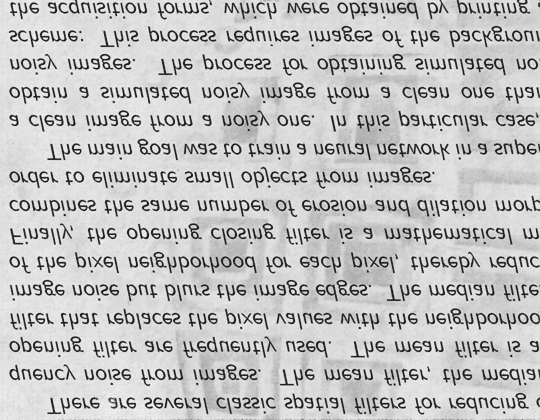 There are several classic spatial filters for reducing
quency noise from images. The mean filter, the median
opening filter are frequently used. The mean filter is a
filter that replaces the pixel values with the neighborhoo
image noise but blurs the image edges. The median filte
of the pixel neighborhood for each pixel, thereby reduc
Finally, the opening closing filter is a mathematical m
combines the same number of erosion and dilation morp
order to eliminate small objects from images.
The main goal was to train a neural network in a super
a clean image from a noisy one. In this particular case,
obtain a simulated noisy image from a clean one than
noisy images. The process for obtaining simulated no
scheme: This process requires images of the backgroun
the acquisition forms, which were obtained by printing